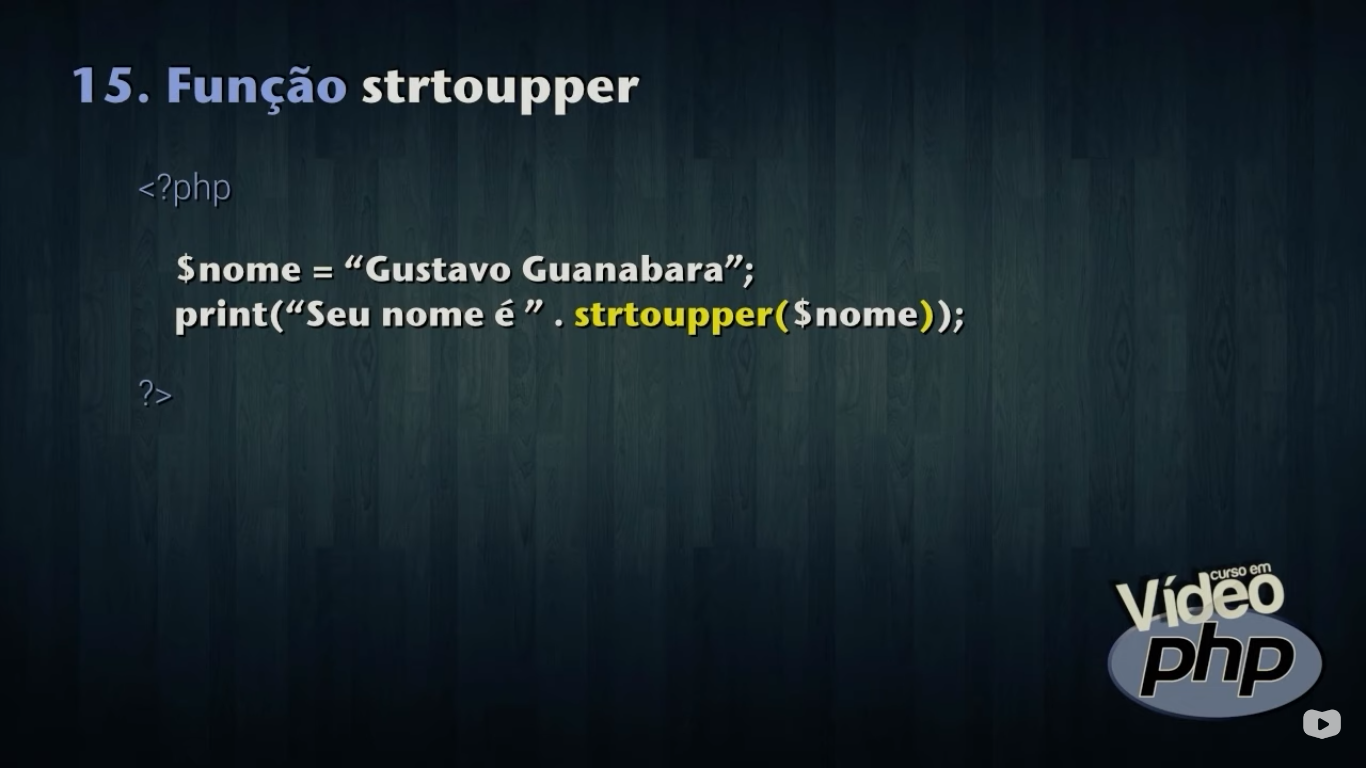 15. Função strtoupper
<?php
$nome = “Gustavo Guanabara”;
print(“Seu nome é ” . strtoupper($nome));
?>
curso em
Vídeo
php